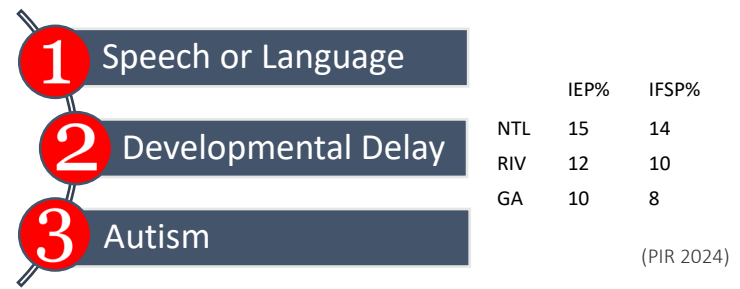 1 Speech or Language
2 Developmental Delay
3 Autism
IEP% IFSP%
NTL 15 14
RIV 12 10
GA 10 8
(PIR 2024)